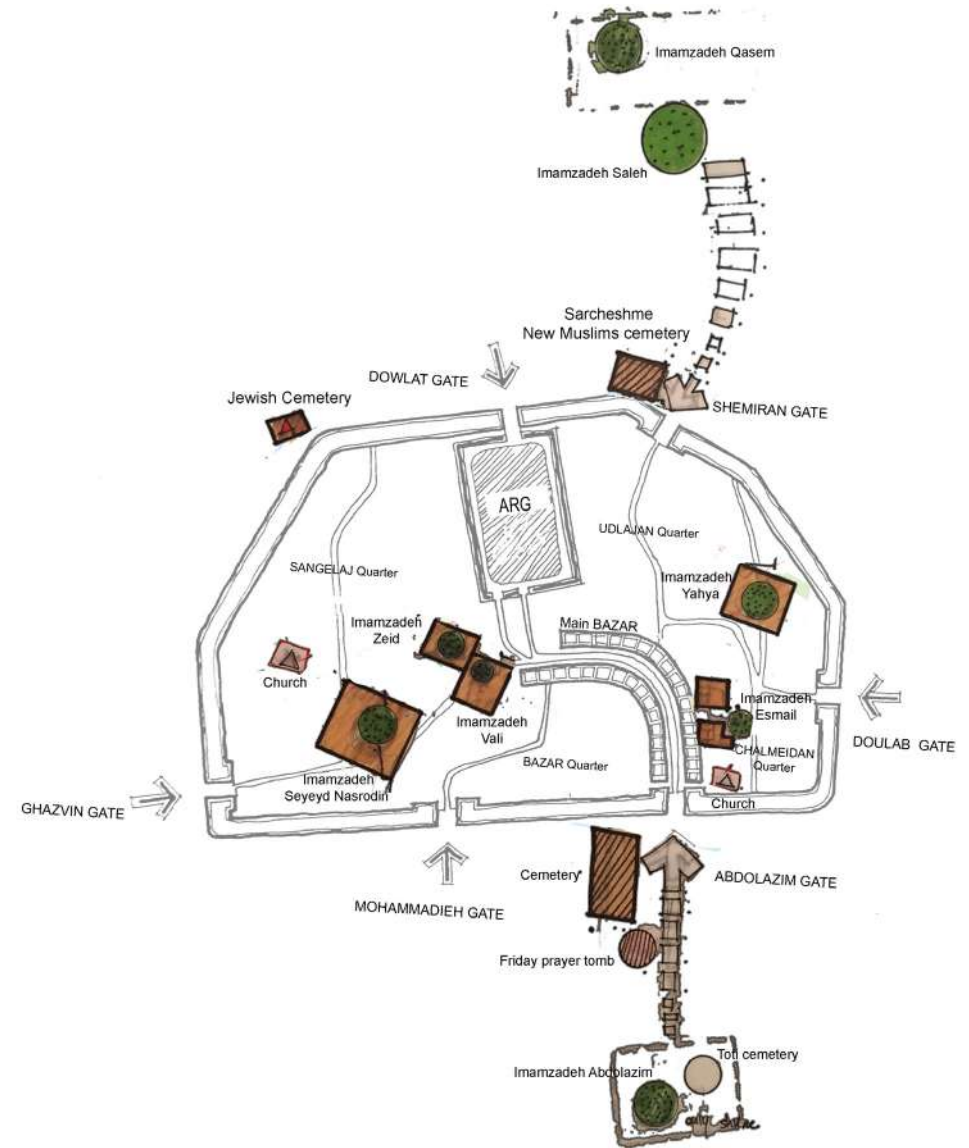 Imamzadeh Qasem
Imamzadeh Saleh
Sarcheshme
New Muslims cemetery
DOWLAT GATE
Jewish Cemetery
SHEMIRAN GATE
ARG
UDLAJAN Quarter
SANGELAJ Quarter
Imamzadeh
Yahya
Imamzadeh
Zeid
Main BAZAR
Church
Imamzadeh
Esmail
Imamzadeh
Vali
DOULAB GATE
CHALMEIDAN
Quarter
BAZAR Quarter
Imamzadeh
Seyeyd Nasrodin
Church
GHAZVIN GATE
Cemetery
ABDOLAZIM GATE
MOHAMMADIEH GATE
Friday prayer tomb
Toti cemetery
Imamzadeh Abdolazim